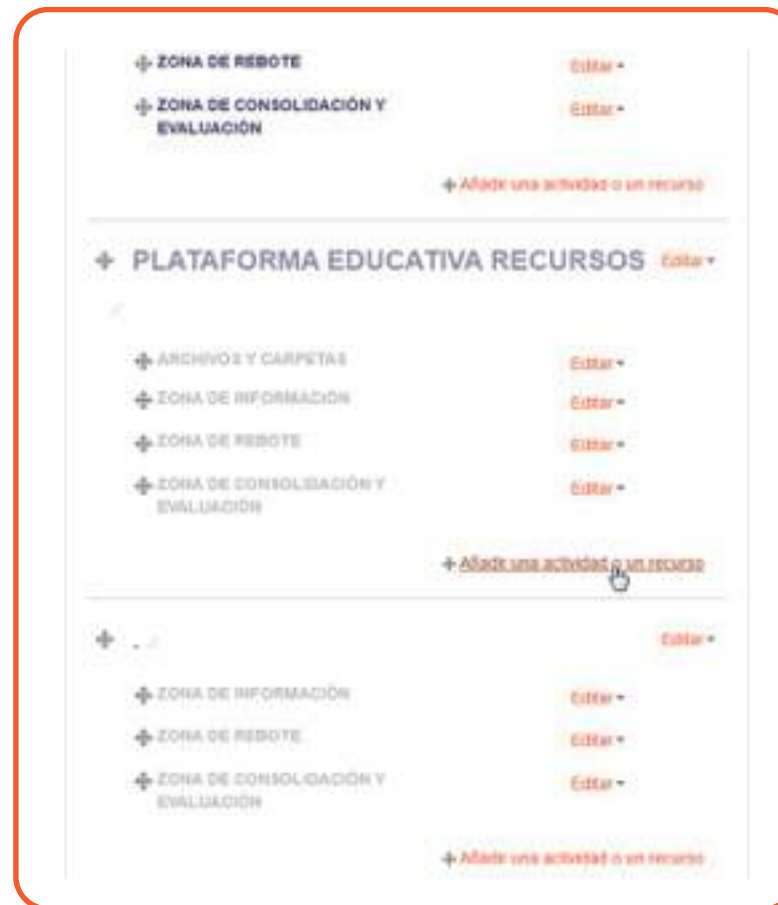 ZONA DE REBOTE Editar
ZONA DE CONSOLIDACIÓN Y Editar
EVALUACIÓN
Añadir una actividad o un recurso
PLATAFORMA EDUCATIVA RECURSOS Editar
ARCHIVOS Y CARPETAS Editar
ZONA DE INFORMACIÓN Editar
ZONA DE REBOTE Editar
ZONA DE CONSOLIDACIÓN Y Editar
EVALUACIÓN
Añadir una actividad o un recurso
. Editar
ZONA DE INFORMACIÓN Editar
ZONA DE REBOTE Editar
ZONA DE CONSOLIDACIÓN Y Editar
EVALUACIÓN
Añadir una actividad o un recurso